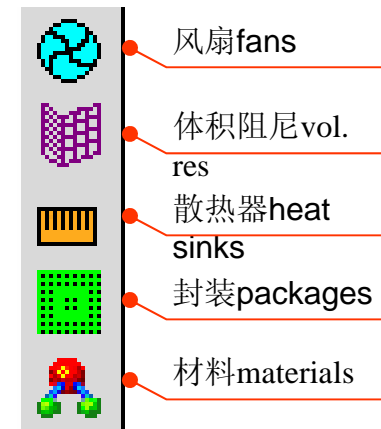 风扇fans
体积阻尼vol.
res
散热器heat
sinks
封装packages
材料materials